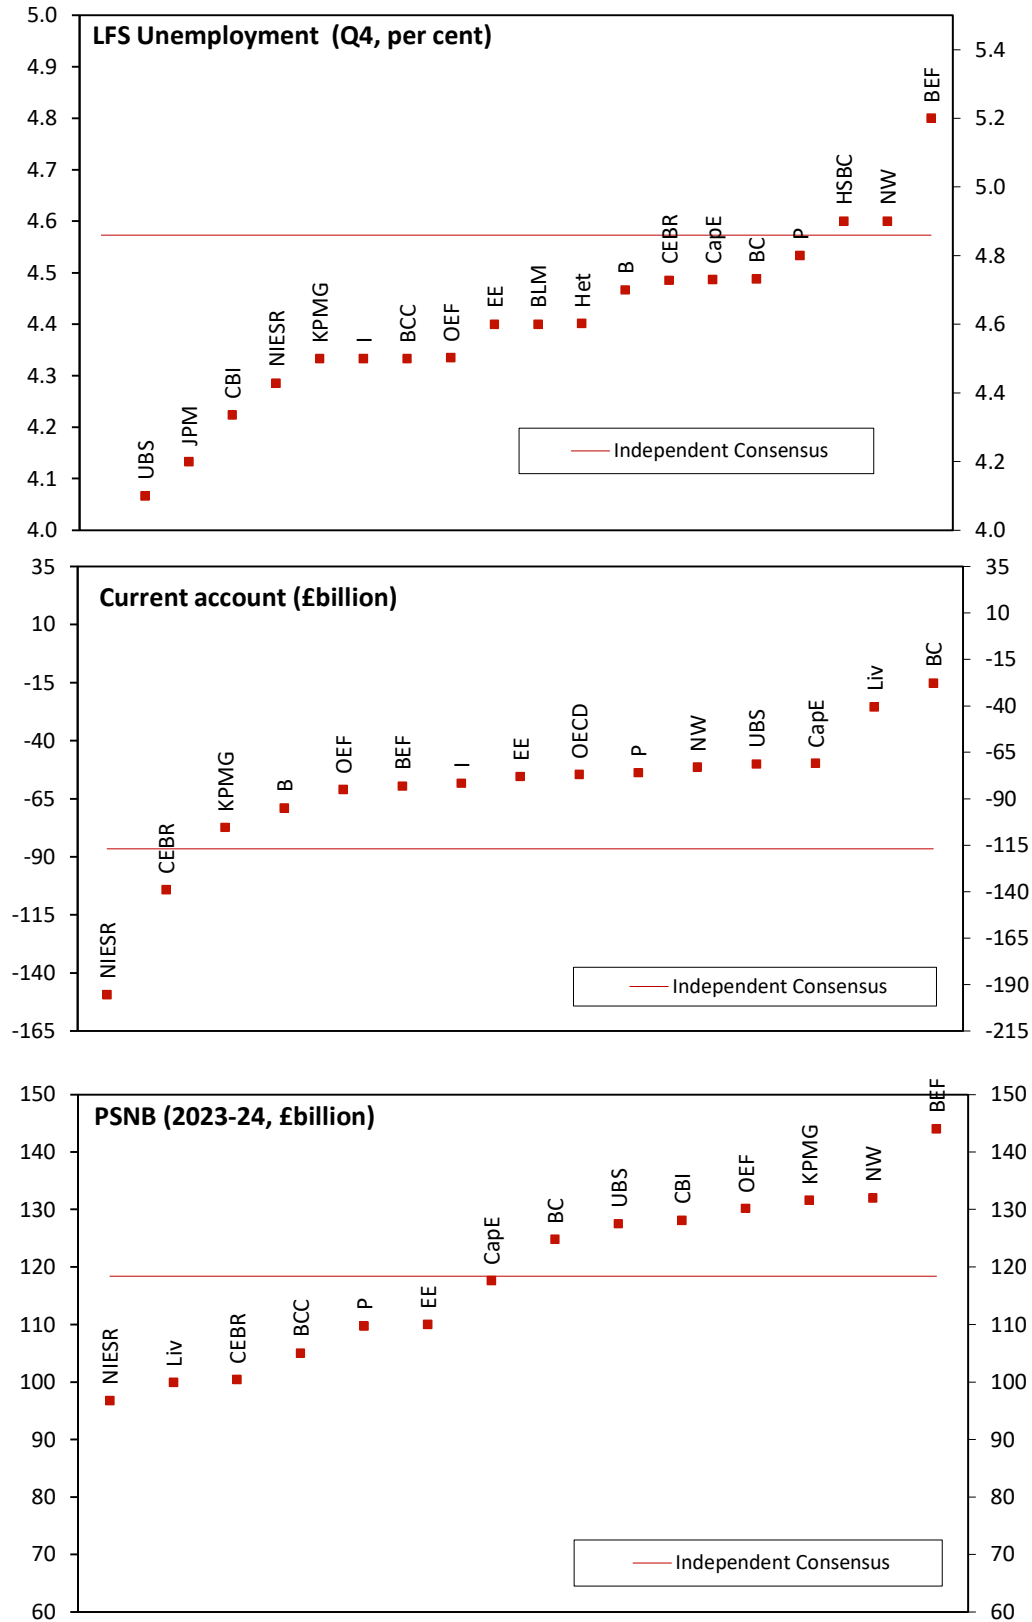 LFS Unemployment (Q4, per cent)
5.0
4.9
4.8
4.7
4.6
4.5
4.4
4.3
4.2
4.1
4.0
5.4
5.2
5.0
4.8
4.6
4.4
4.2
4.0
UBS
JPM
CBI
NIESR
KPMG
I
BCC
OEF
EE
BLM
Het
B
CEBR
CapE
BC
P
HSBC
NW
BEF
Independent Consensus
Current account (£billion)
35
10
-15
-40
-65
-90
-115
-140
-165
35
10
-15
-40
-65
-90
-115
-140
-165
-190
-215
NIESR
CEBR
KPMG
B
OEF
BEF
I
EE
OECD
P
NW
UBS
CapE
Liv
BC
Independent Consensus
PSNB (2023-24, £billion)
150
140
130
120
110
100
90
80
70
60
150
140
130
120
110
100
90
80
70
60
NIESR
Liv
CEBR
BCC
P
EE
CapE
BC
UBS
CBI
OEF
KPMG
NW
BEF
Independent Consensus